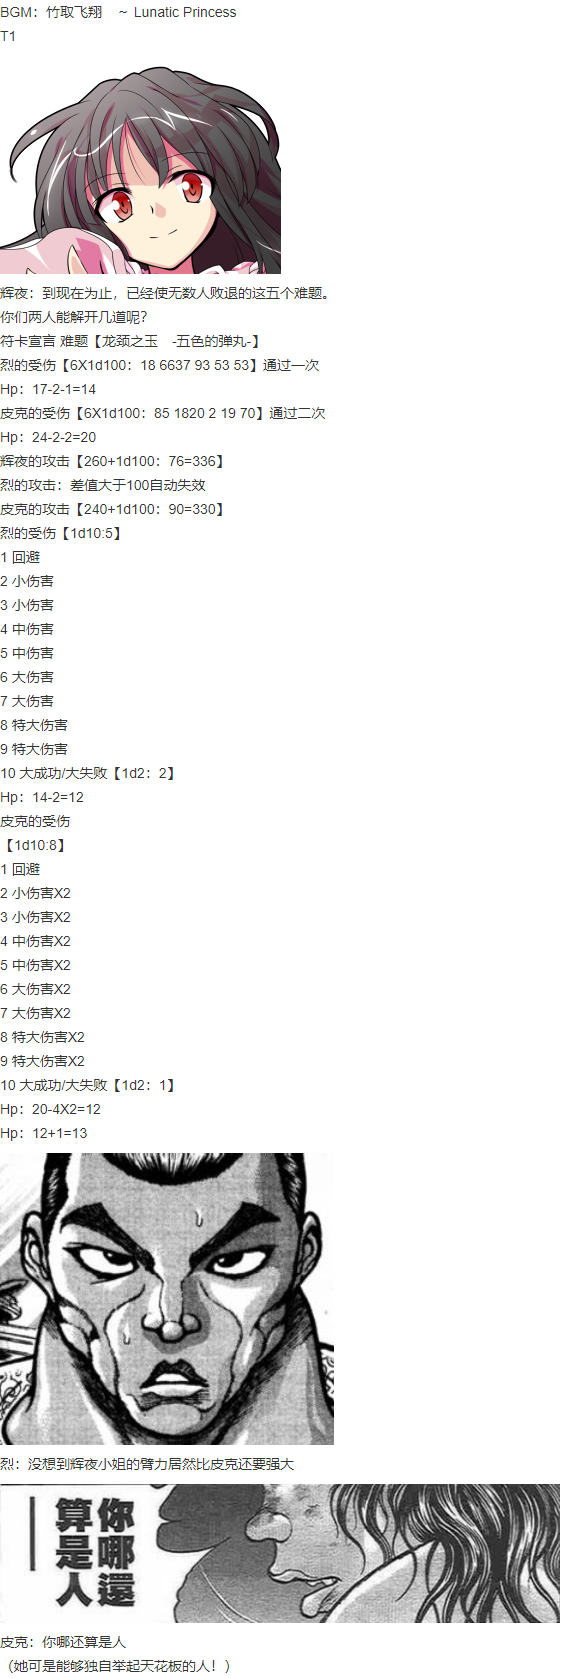 BGM：竹取飞翔　~ Lunatic Princess
T1
辉夜：到现在为止，已经使无数人败退的这五个难题。
你们两人能解开几道呢？
符卡宣言 难题【龙颈之玉　-五色的弹丸-】
烈的受伤【6X1d100：18 6637 93 53 53】通过一次
Hp：17-2-1=14
皮克的受伤【6X1d100：85 1820 2 19 70】通过二次
Hp：24-2-2=20
辉夜的攻击【260+1d100：76=336】
烈的攻击：差值大于100自动失效
皮克的攻击【240+1d100：90=330】
烈的受伤【1d10:5】
1 回避
2 小伤害
3 小伤害
4 中伤害
5 中伤害
6 大伤害
7 大伤害
8 特大伤害
9 特大伤害
10 大成功/大失败【1d2：2】
Hp：14-2=12
皮克的受伤
【1d10:8】
1 回避
2 小伤害X2
3 小伤害X2
4 中伤害X2
5 中伤害X2
6 大伤害X2
7 大伤害X2
8 特大伤害X2
9 特大伤害X2
10 大成功/大失败【1d2：1】
Hp：20-4X2=12
Hp：12+1=13
烈：没想到辉夜小姐的臂力居然比皮克还要强大
你哪還
算是人
皮克：你哪还算是人
（她可是能够独自举起天花板的人！）